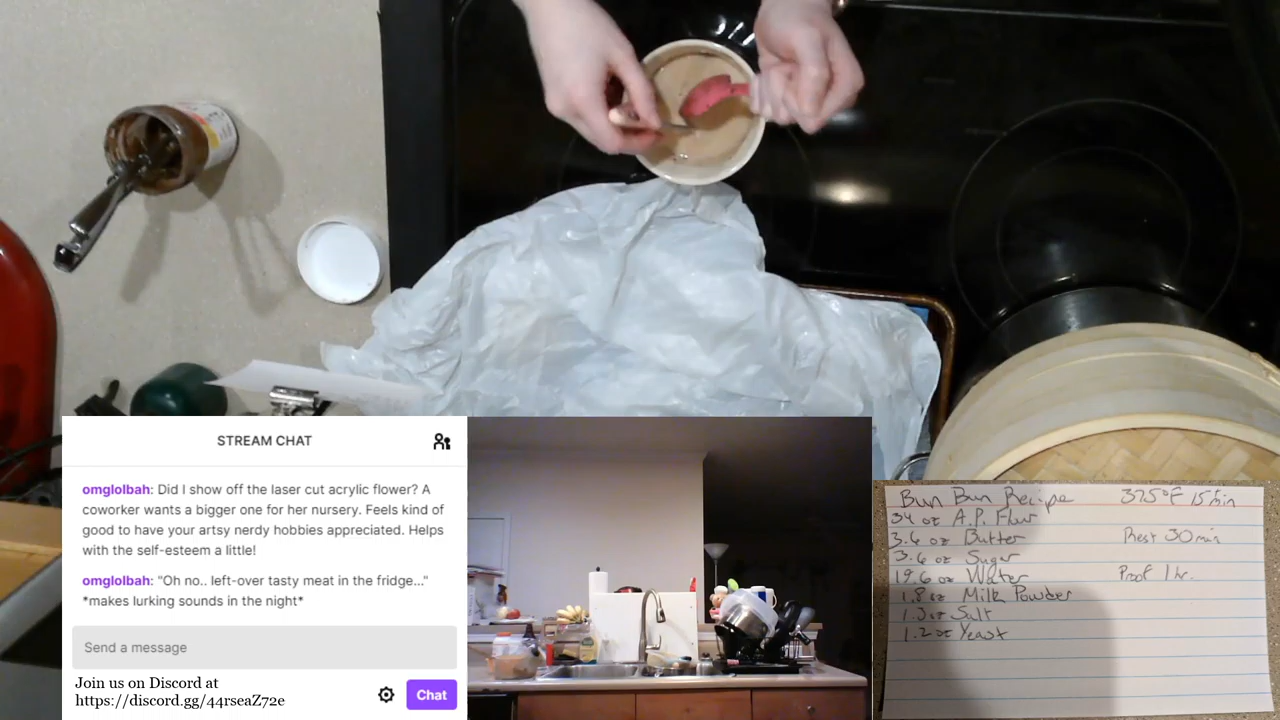 STREAM CHAT
omglolbah: Did I show off the laser cut acrylic flower? A
coworker wants a bigger one for her nursery. Feels kind of
good to have your artsy nerdy hobbies appreciated. Helps
with the self-esteem a little!
omglolbah: "Oh no.. left-over tasty meat in the fridge..."
*makes lurking sounds in the night*
Send a message
Join us on Discord at
https://discord.gg/44rseaZ72e
Chat
Bun Bun Recipe 375°F 15 min
34 oz A.P. Flour
3.6 oz Butter Rest 30 min
3.6 oz Sugar
19.6 oz Water Proof 1 hr.
1.8 oz Milk Powder
oz Salt
1.2 oz Yeast